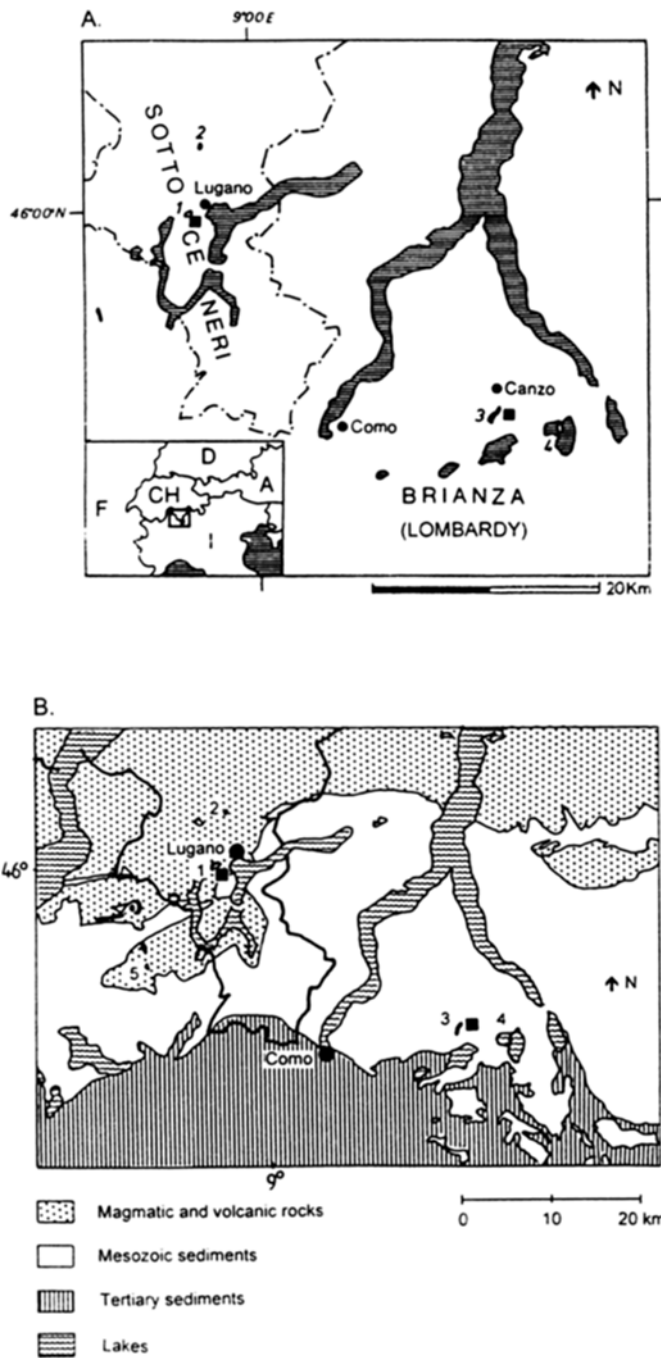 A.
9°00 E
N
SOTTO
2
Lugano
46°00'N
1
CE
NERI
Canzo
3
Como
4
BRIANZA
(LOMBARDY)
D
A
CH
F
I
20 Km
B.
2
Lugano
46°
1
5
N
3
4
Como
9°
Magmatic and volcanic rocks
0 10 20 km
Mesozoic sediments
Tertiary sediments
Lakes